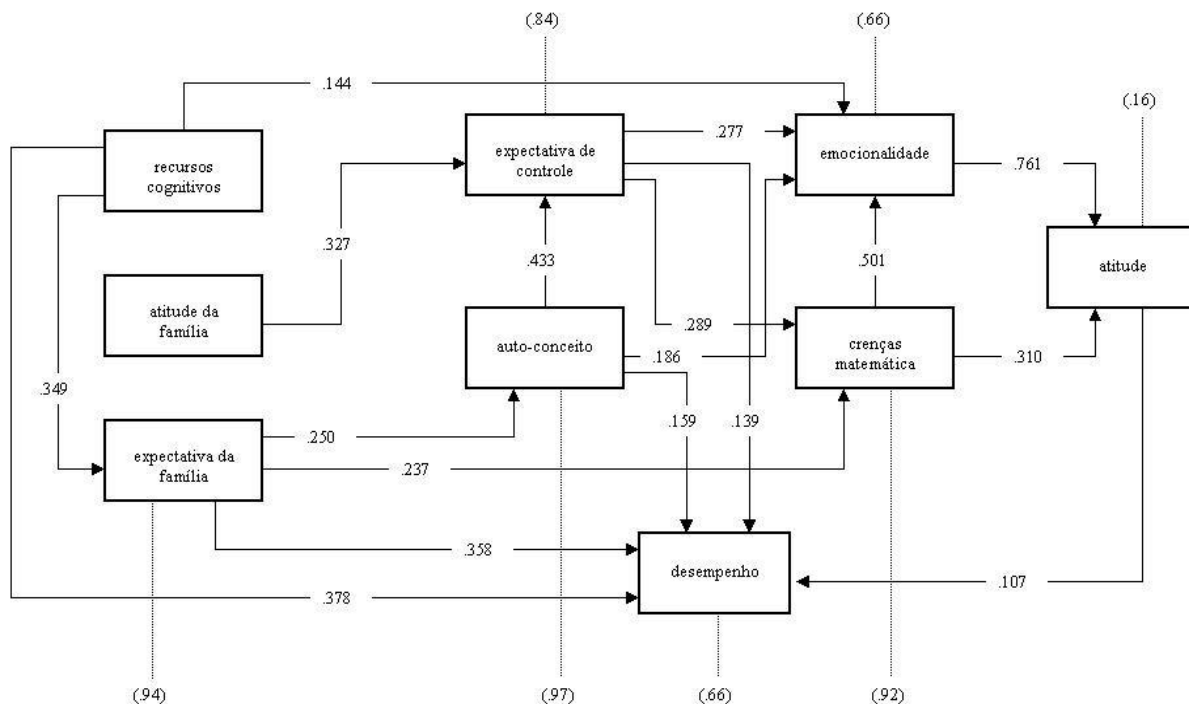 (.84)
(.66)
(.16)
.144
recursos
cognitivos
expectativa de
controle
.277
emocionalidade
.761
.327
.433
.501
atitude
atitude da
família
auto-conceito
.289
.186
crenças
matemática
.310
.349
.250
.159
.139
expectativa da
família
.237
.358
desempenho
.107
.378
(.94)
(.97)
(.66)
(.92)